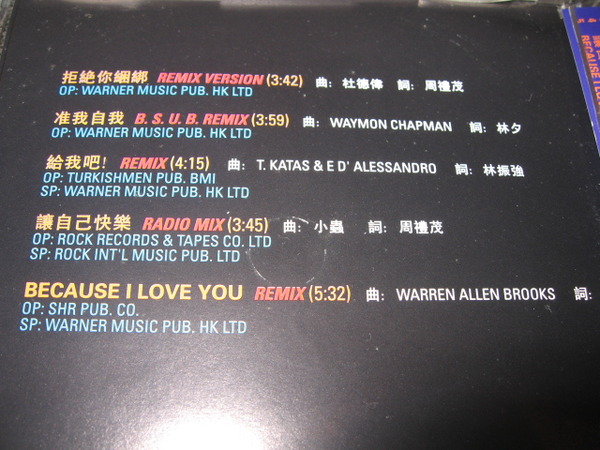 拒絕你綑綁 REMIX VERSION (3:42) 曲: 杜德偉 詞: 周禮茂
OP: WARNER MUSIC PUB. HK LTD
准我自我 B. S. U. B. REMIX (3:59) 曲: WAYMON CHAPMAN 詞: 林夕
OP: WARNER MUSIC PUB. HK LTD
給我吧! REMIX (4:15) 曲: T. KATAS & E D' ALESSANDRO 詞: 林振強
OP: TURKISHMEN PUB. BMI
SP: WARNER MUSIC PUB. HK LTD
讓自己快樂 RADIO MIX (3:45) 曲: 小蟲 詞: 周禮茂
OP: ROCK RECORDS & TAPES CO. LTD
SP: ROCK INT'L MUSIC PUB. LTD
BECAUSE I LOVE YOU REMIX (5:32) 曲: WARREN ALLEN BROOKS 詞:
OP: SHR PUB. CO.
SP: WARNER MUSIC PUB. HK LTD
BECAUSE I